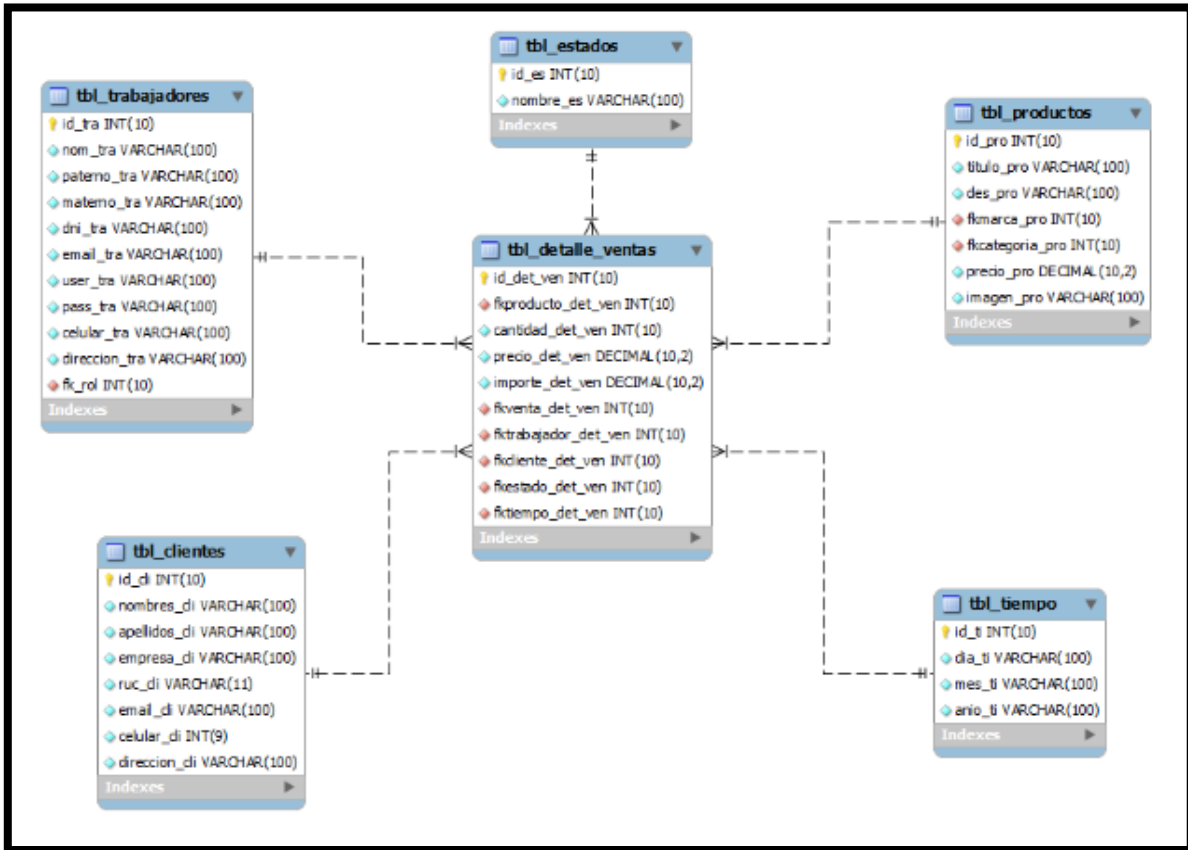 tbl_estados
id_es INT(10)
nombre_es VARCHAR(100)
Indexes
tbl_trabajadores
id_tra INT(10)
nom_tra VARCHAR(100)
paterno_tra VARCHAR(100)
materno_tra VARCHAR(100)
dni_tra VARCHAR(100)
email_tra VARCHAR(100)
user_tra VARCHAR(100)
pass_tra VARCHAR(100)
celular_tra VARCHAR(100)
direccion_tra VARCHAR(100)
fk_rol INT(10)
Indexes
tbl_productos
id_pro INT(10)
titulo_pro VARCHAR(100)
des_pro VARCHAR(100)
fkmarca_pro INT(10)
fkcategoria_pro INT(10)
precio_pro DECIMAL(10,2)
imagen_pro VARCHAR(100)
Indexes
tbl_detalle_ventas
id_det_ven INT(10)
fkproducto_det_ven INT(10)
cantidad_det_ven INT(10)
precio_det_ven DECIMAL(10,2)
importe_det_ven DECIMAL(10,2)
fkventa_det_ven INT(10)
fktrabajador_det_ven INT(10)
fkcliente_det_ven INT(10)
fkestado_det_ven INT(10)
fktiempo_det_ven INT(10)
Indexes
tbl_clientes
id_cli INT(10)
nombres_cli VARCHAR(100)
apellidos_cli VARCHAR(100)
empresa_cli VARCHAR(100)
ruc_cli VARCHAR(11)
email_cli VARCHAR(100)
celular_cli INT(9)
direccion_cli VARCHAR(100)
Indexes
tbl_tiempo
id_ti INT(10)
dia_ti VARCHAR(100)
mes_ti VARCHAR(100)
anio_ti VARCHAR(100)
Indexes